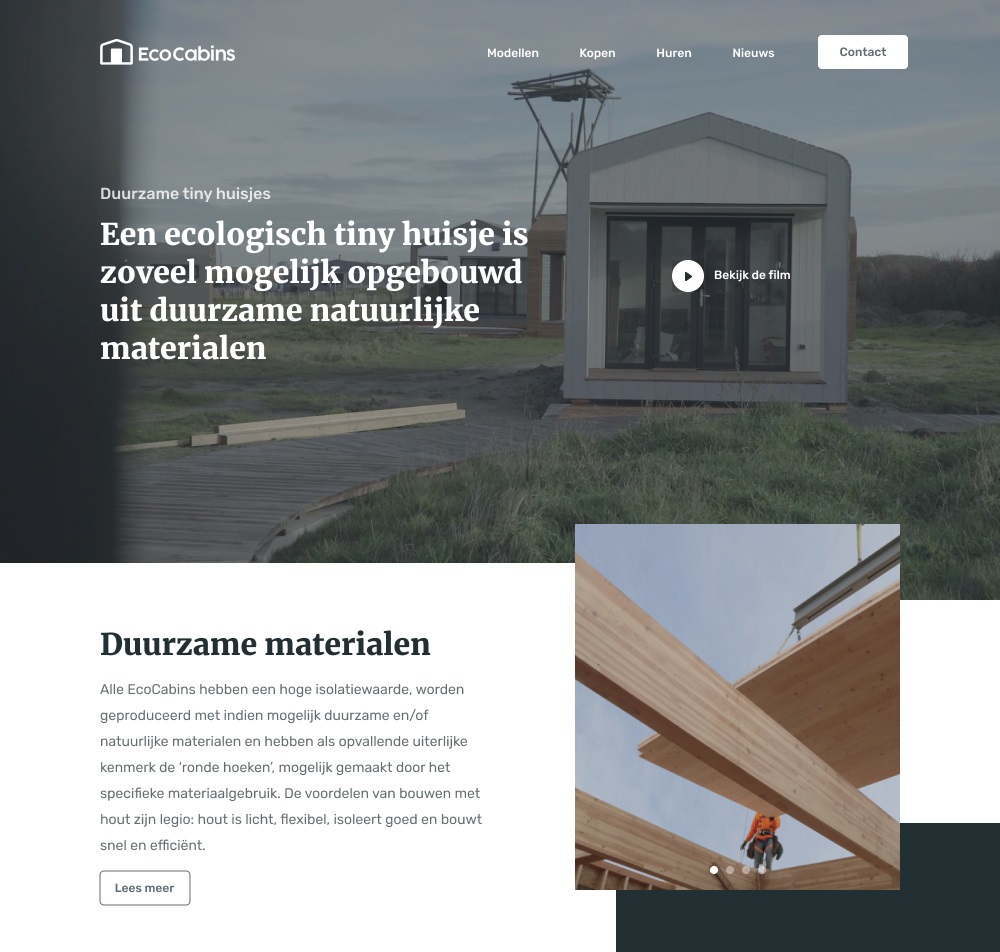 EcoCabins
Modellen
Kopen
Huren
Nieuws
Contact
Duurzame tiny huisjes
Een ecologisch tiny huisje is
zoveel mogelijk opgebouwd
uit duurzame natuurlijke
materialen
Bekijk de film
Duurzame materialen
Alle EcoCabins hebben een hoge isolatiewaarde, worden
geproduceerd met indien mogelijk duurzame en/of
natuurlijke materialen en hebben als opvallende uiterlijke
kenmerk de ‘ronde hoeken’, mogelijk gemaakt door het
specifieke materiaalgebruik. De voordelen van bouwen met
hout zijn legio: hout is licht, flexibel, isoleert goed en bouwt
snel en efficiënt.
Lees meer